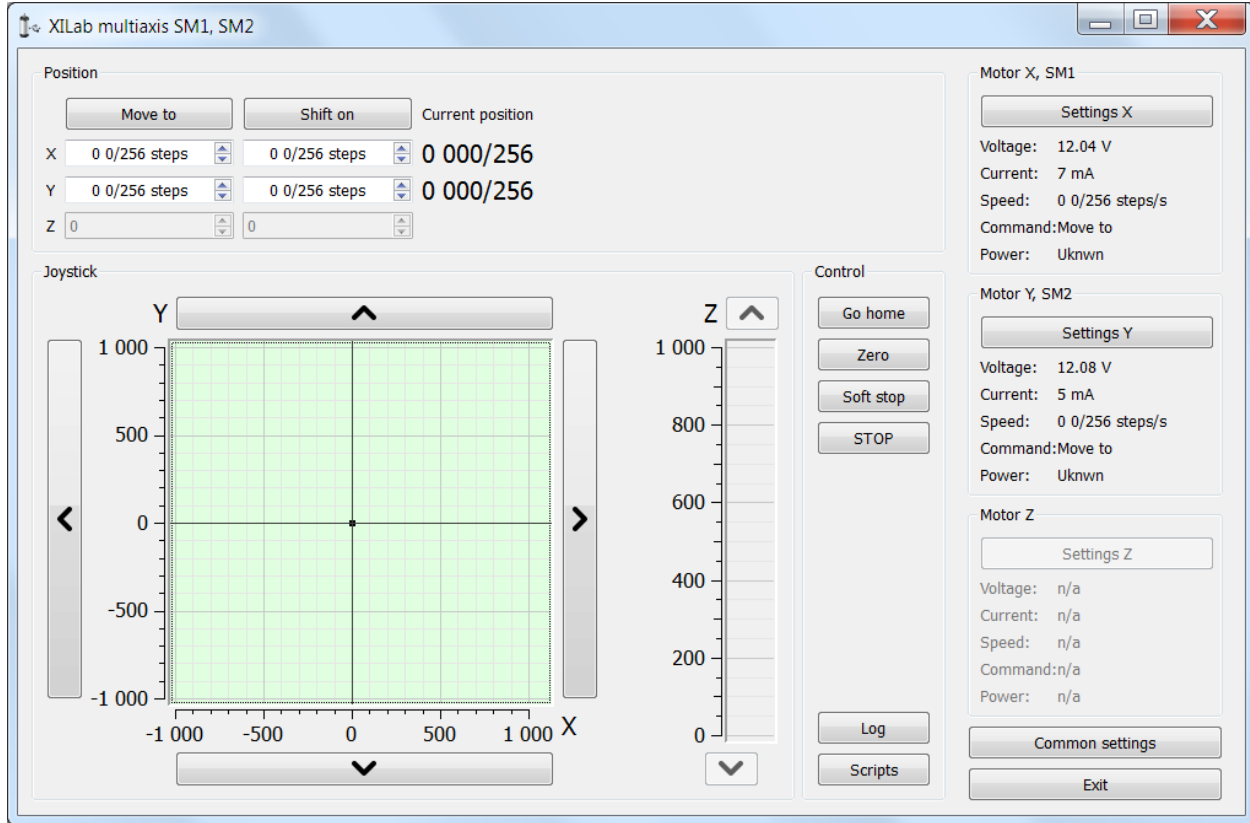 XILab multiaxis SM1, SM2
Position
Move to Shift on Current position
X 0 0/256 steps 0 0/256 steps 0 000/256
Y 0 0/256 steps 0 0/256 steps 0 000/256
Z 0 0
Joystick
Y
1 000
500
0
-500
-1 000
-1 000 -500 0 500 1 000 X
Z
1 000
800
600
400
200
0
Control
Go home
Zero
Soft stop
STOP
Log
Scripts
Motor X, SM1
Settings X
Voltage: 12.04 V
Current: 7 mA
Speed: 0 0/256 steps/s
Command:Move to
Power: Uknwn
Motor Y, SM2
Settings Y
Voltage: 12.08 V
Current: 5 mA
Speed: 0 0/256 steps/s
Command:Move to
Power: Uknwn
Motor Z
Settings Z
Voltage: n/a
Current: n/a
Speed: n/a
Command:n/a
Power: n/a
Common settings
Exit